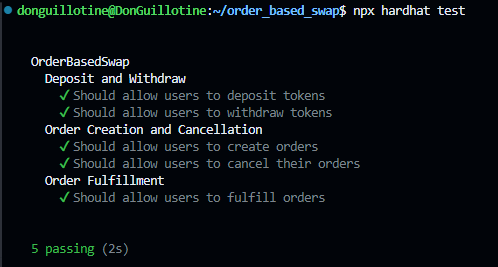 donguillotine@DonGuillotine:~/order_based_swap$ npx hardhat test
OrderBasedSwap
Deposit and Withdraw
✓ Should allow users to deposit tokens
✓ Should allow users to withdraw tokens
Order Creation and Cancellation
✓ Should allow users to create orders
✓ Should allow users to cancel their orders
Order Fulfillment
✓ Should allow users to fulfill orders
5 passing (2s)